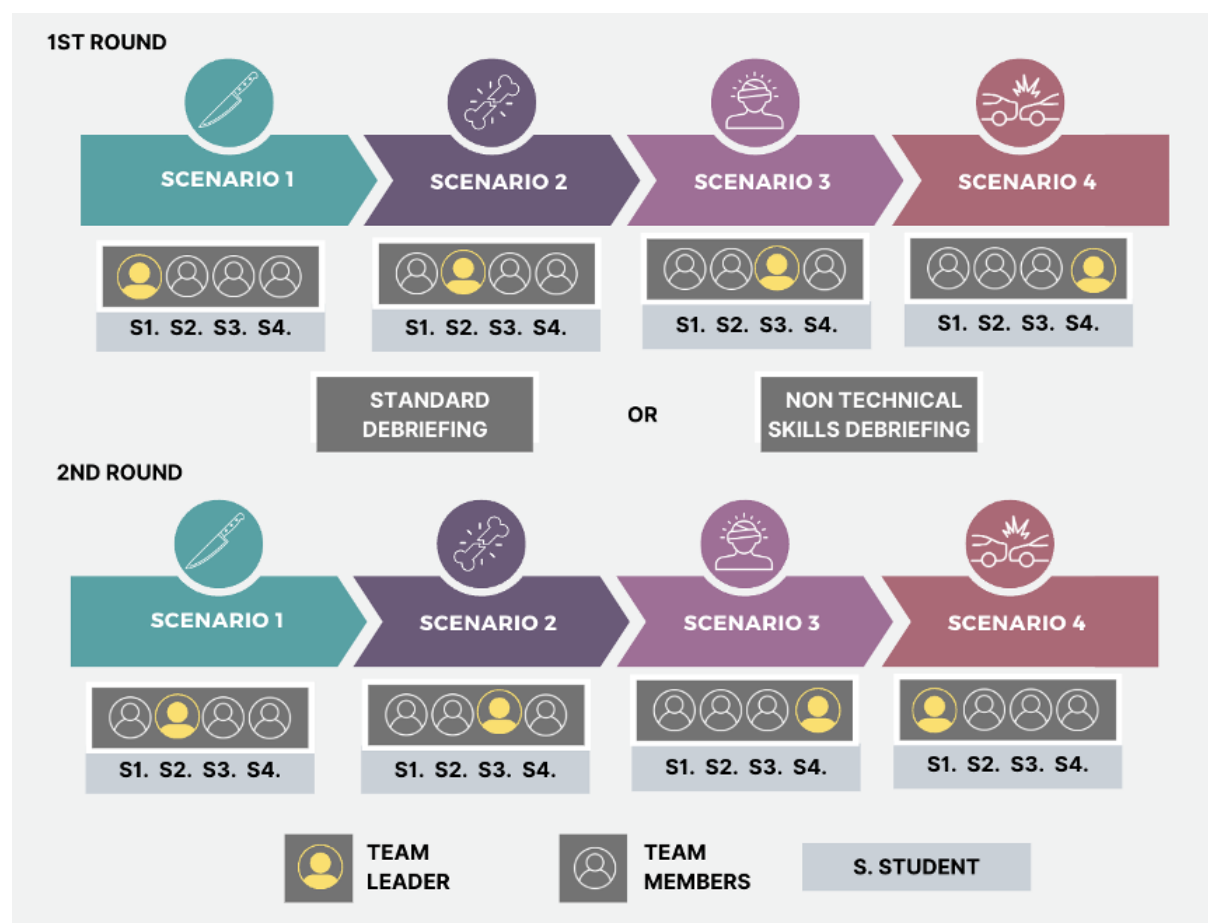 1ST ROUND
SCENARIO 1
SCENARIO 2
SCENARIO 3
SCENARIO 4
S1. S2. S3. S4.
S1. S2. S3. S4.
S1. S2. S3. S4.
S1. S2. S3. S4.
STANDARD
DEBRIEFING
OR
NON TECHNICAL
SKILLS DEBRIEFING
2ND ROUND
SCENARIO 1
SCENARIO 2
SCENARIO 3
SCENARIO 4
S1. S2. S3. S4.
S1. S2. S3. S4.
S1. S2. S3. S4.
S1. S2. S3. S4.
TEAM
LEADER
TEAM
MEMBERS
S. STUDENT